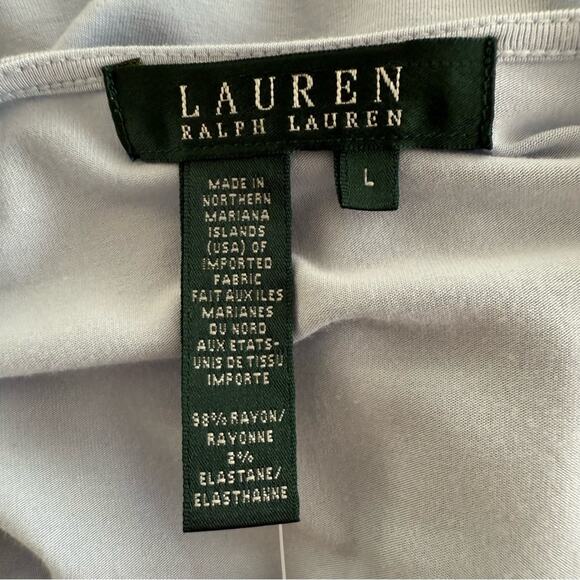 LAUREN
RALPH LAUREN
L
MADE IN
NORTHERN
MARIANA
ISLANDS
(USA) OF
IMPORTED
FABRIC
FAIT AUX ILES
MARIANES
DU NORD
AUX ETATS-
UNIS DE TISSU
IMPORTE
98% RAYON/
RAYONNE
2%
ELASTANE/
ELASTHANNE